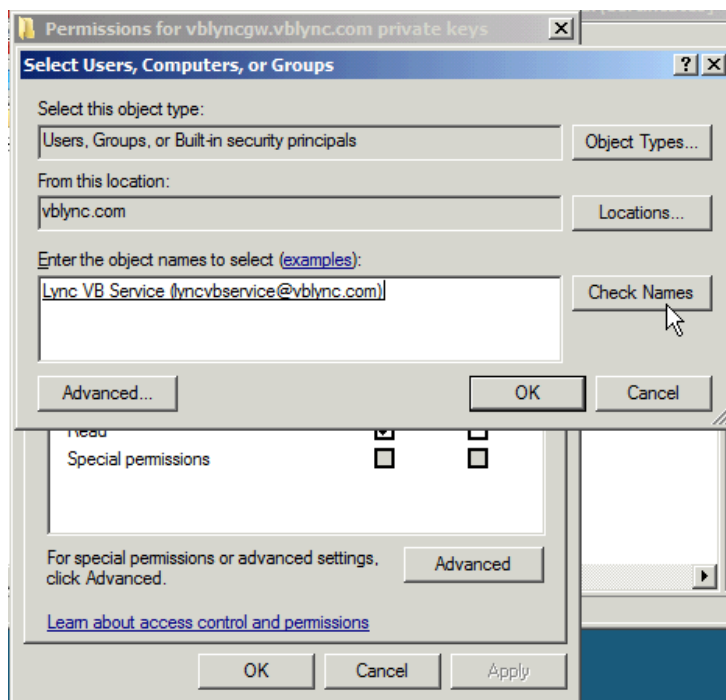 Permissions for vblyncgw.vblync.com private keys
Select Users, Computers, or Groups
Select this object type:
Users, Groups, or Built-in security principals
Object Types...
From this location:
vblync.com
Locations...
Enter the object names to select (examples):
Lync VB Service (lyncvbservice@vblync.com)
Check Names
Advanced...
OK
Cancel
Read
Special permissions
For special permissions or advanced settings,
click Advanced.
Advanced
Learn about access control and permissions
OK
Cancel
Apply